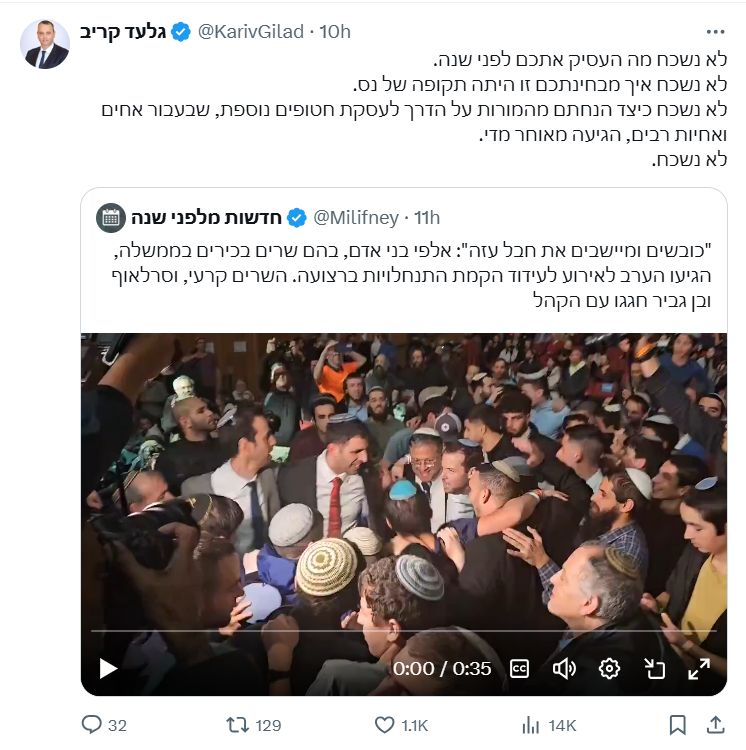 גלעד קריב @KarivGilad · 10h
לא נשכח מה העסיק אתכם לפני שנה.
לא נשכח איך מבחינתכם זו היתה תקופה של נס.
לא נשכח כיצד הנחתם מהמורות על הדרך לעסקת חטופים נוספת, שבעבור אחים
ואחיות רבים, הגיעה מאוחר מדי.
לא נשכח.
חדשות מלפני שנה @Milifney · 11h
"כובשים ומיישבים את חבל עזה": אלפי בני אדם, בהם שרים בכירים בממשלה,
הגיעו הערב לאירוע לעידוד הקמת התנחלויות ברצועה. השרים קרעי, וסרלאוף
ובן גביר חגגו עם הקהל
0:00 / 0:35 CC
32 129 1.1K 14K